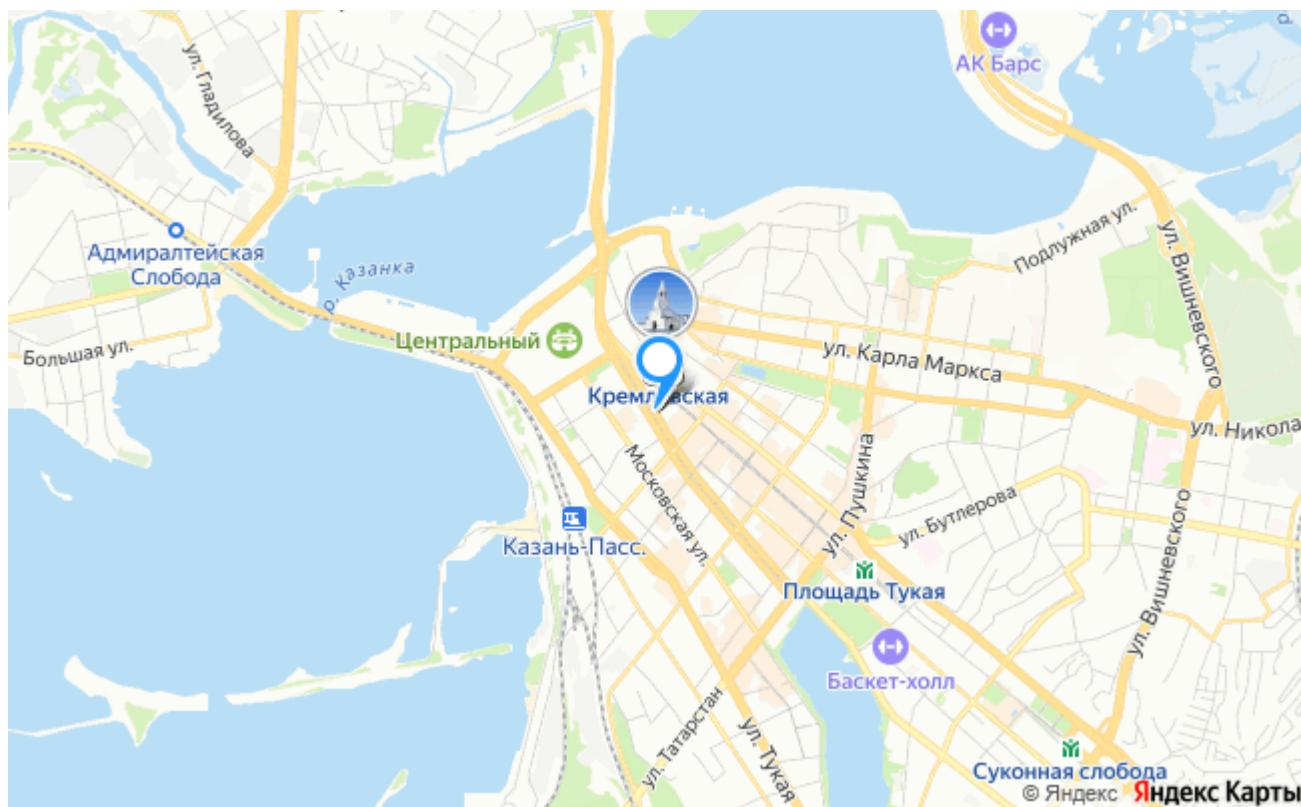 АК Барс
ул. Гладилова
Подлужная ул.
ул. Вишневского
Адмиралтейская
Слобода
р. Казанка
Центральный
Большая ул.
ул. Карла Маркса
Кремлевская
ул. Никола
Московская ул.
ул. Пушкина
ул. Бутлерова
Казань-Пасс.
Площадь Тукая
ул. Вишневского
Баскет-холл
ул. Татарстан
ул. Тукая
Суконная слобода
© Яндекс Яндекс Карты